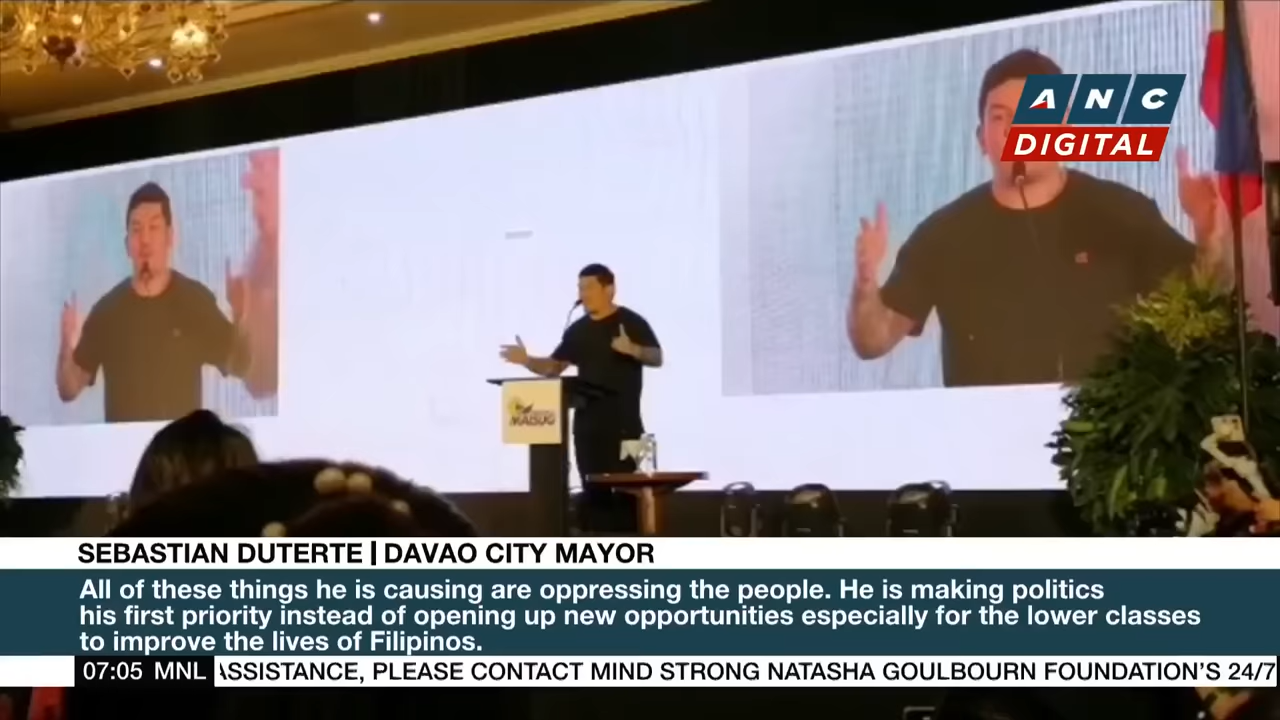 ANC
DIGITAL
MAISUG
SEBASTIAN DUTERTE | DAVAO CITY MAYOR
All of these things he is causing are oppressing the people. He is making politics
his first priority instead of opening up new opportunities especially for the lower classes
to improve the lives of Filipinos.
07:05 MNL ASSISTANCE, PLEASE CONTACT MIND STRONG NATASHA GOULBOURN FOUNDATION'S 24/7